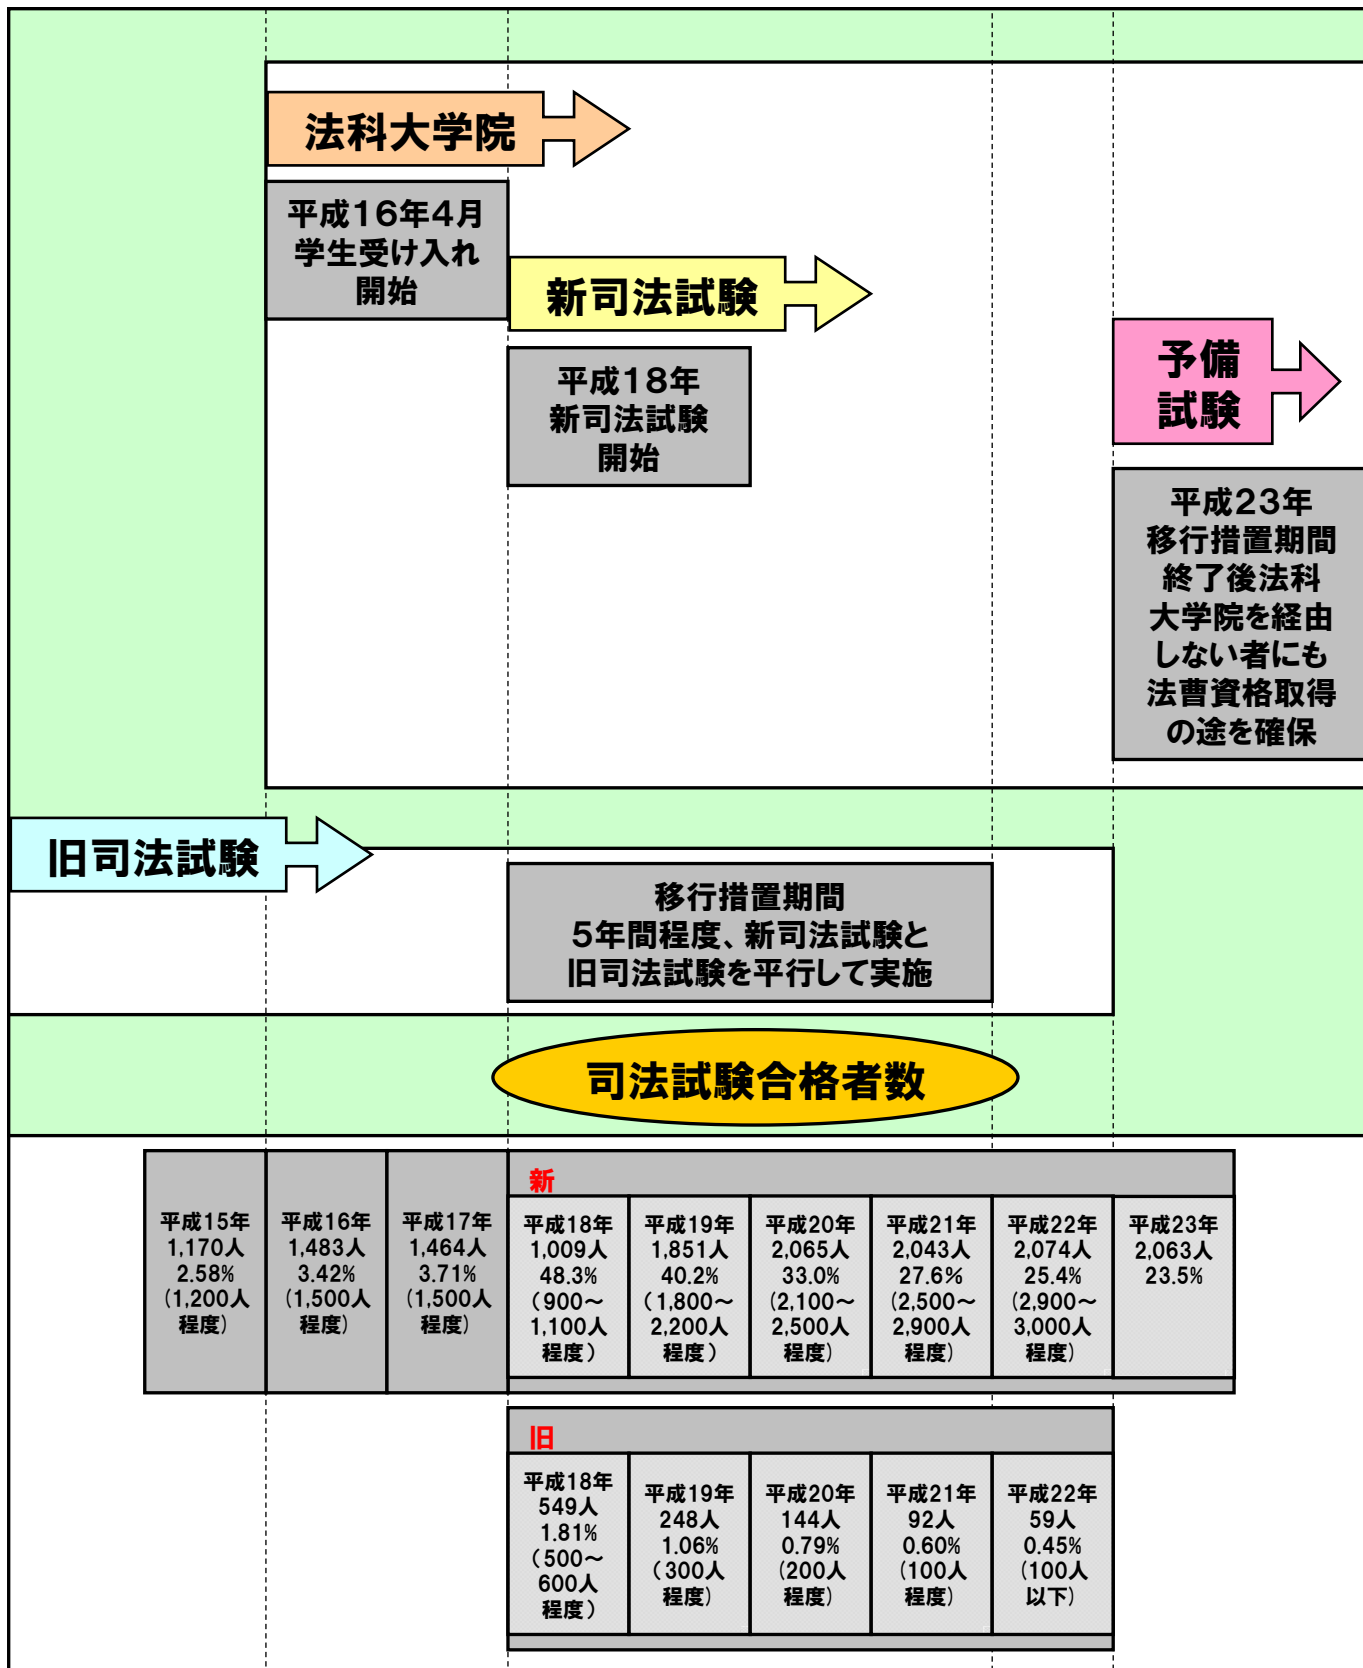 法科大学院
平成16年4月
学生受け入れ
開始
新司法試験
平成18年
新司法試験
開始
予備
試験
平成23年
移行措置期間
終了後法科
大学院を経由
しない者にも
法曹資格取得
の途を確保
旧司法試験
移行措置期間
5年間程度、新司法試験と
旧司法試験を平行して実施
司法試験合格者数
平成15年
1,170人
2.58%
(1,200人
程度)
平成16年
1,483人
3.42%
(1,500人
程度)
平成17年
1,464人
3.71%
(1,500人
程度)
新
平成18年
1,009人
48.3%
（900～
1,100人
程度）
平成19年
1,851人
40.2%
(1,800～
2,200人
程度）
平成20年
2,065人
33.0%
(2,100～
2,500人
程度)
平成21年
2,043人
27.6%
(2,500～
2,900人
程度)
平成22年
2,074人
25.4%
(2,900～
3,000人
程度)
平成23年
2,063人
23.5%
旧
平成18年
549人
1.81%
（500～
600人
程度）
平成19年
248人
1.06%
（300人
程度)
平成20年
144人
0.79%
(200人
程度)
平成21年
92人
0.60%
(100人
程度)
平成22年
59人
0.45%
(100人
以下)